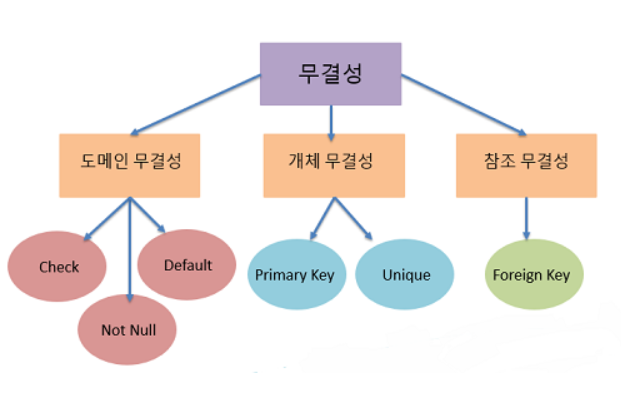 무결성
도메인 무결성
개체 무결성
참조 무결성
Check
Default
Not Null
Primary Key
Unique
Foreign Key